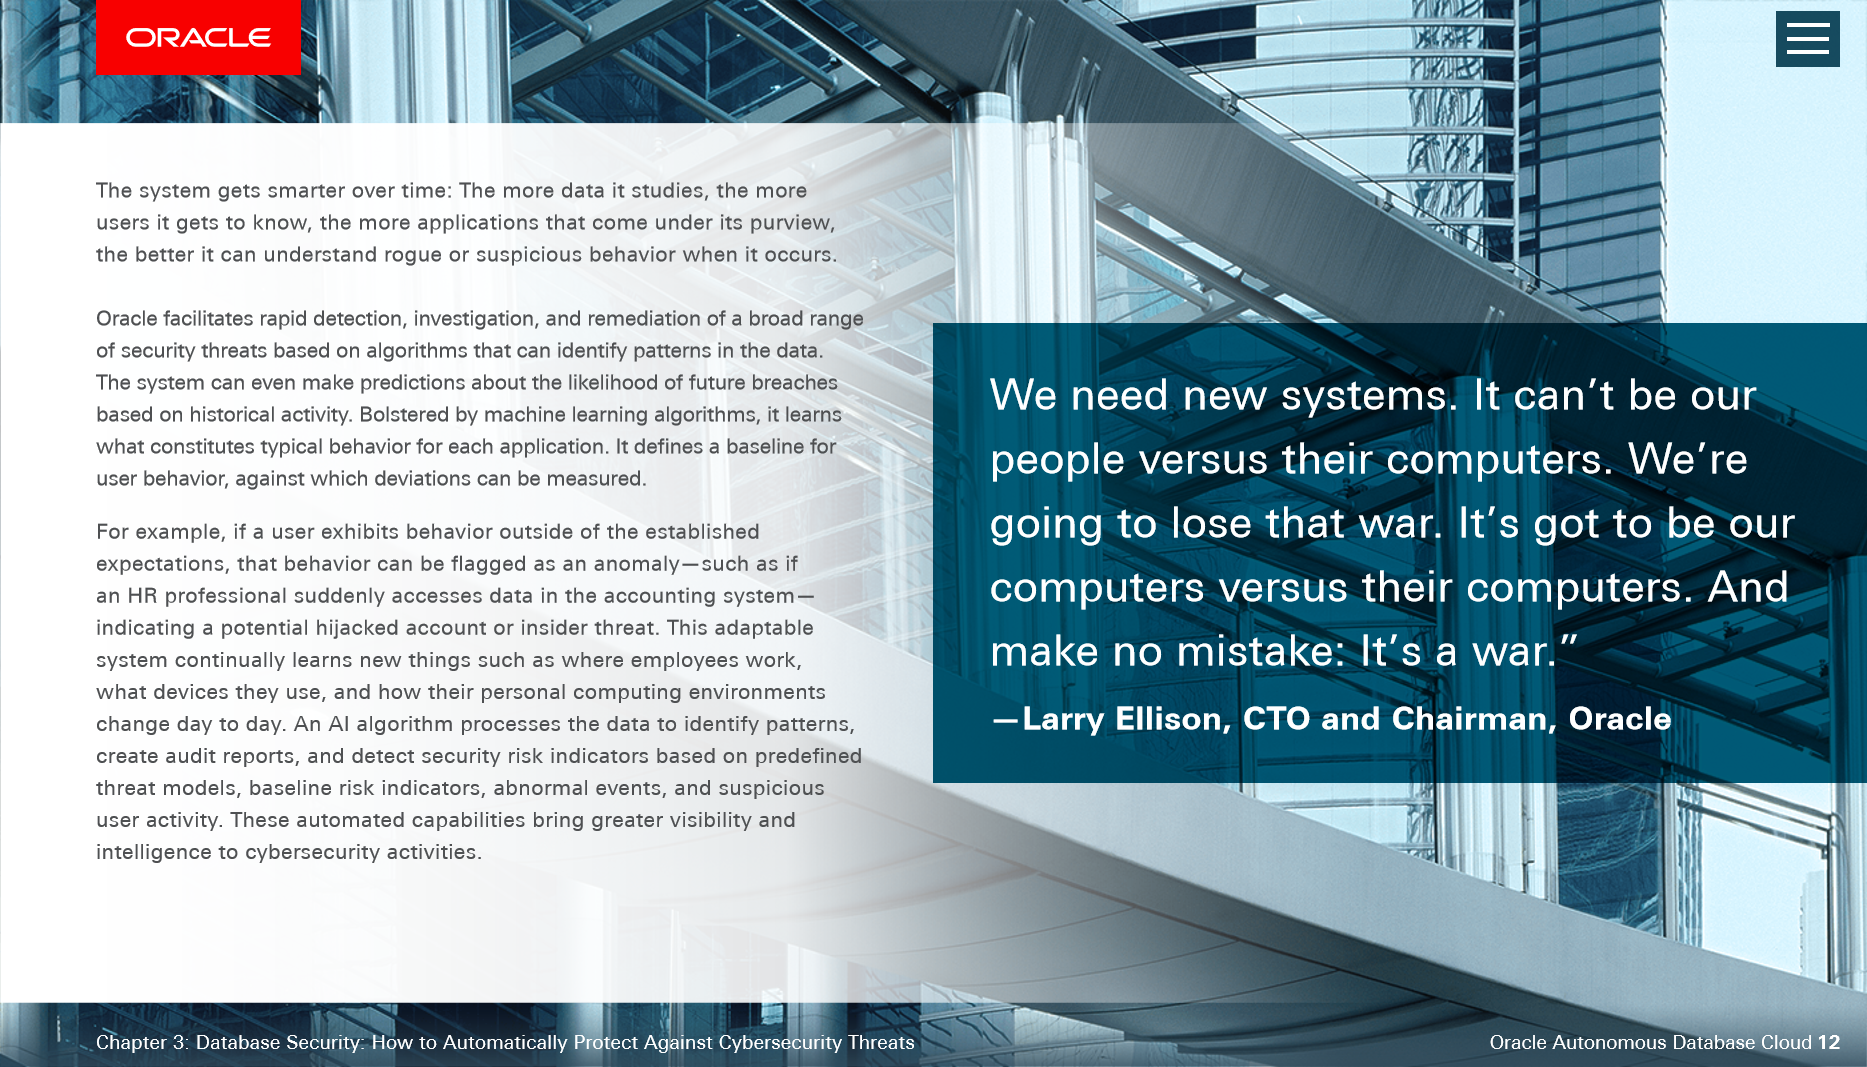 ORACLE
The system gets smarter over time: The more data it studies, the more
users it gets to know, the more applications that come under its purview,
the better it can understand rogue or suspicious behavior when it occurs.
Oracle facilitates rapid detection, investigation, and remediation of a broad range
of security threats based on algorithms that can identify patterns in the data.
The system can even make predictions about the likelihood of future breaches
based on historical activity. Bolstered by machine learning algorithms, it learns
what constitutes typical behavior for each application. It defines a baseline for
user behavior, against which deviations can be measured.
For example, if a user exhibits behavior outside of the established
expectations, that behavior can be flagged as an anomaly—such as if
an HR professional suddenly accesses data in the accounting system—
indicating a potential hijacked account or insider threat. This adaptable
system continually learns new things such as where employees work,
what devices they use, and how their personal computing environments
change day to day. An AI algorithm processes the data to identify patterns,
create audit reports, and detect security risk indicators based on predefined
threat models, baseline risk indicators, abnormal events, and suspicious
user activity. These automated capabilities bring greater visibility and
intelligence to cybersecurity activities.
We need new systems. It can’t be our
people versus their computers. We’re
going to lose that war. It’s got to be our
computers versus their computers. And
make no mistake: It’s a war.”
—Larry Ellison, CTO and Chairman, Oracle
Chapter 3: Database Security: How to Automatically Protect Against Cybersecurity Threats
Oracle Autonomous Database Cloud 12